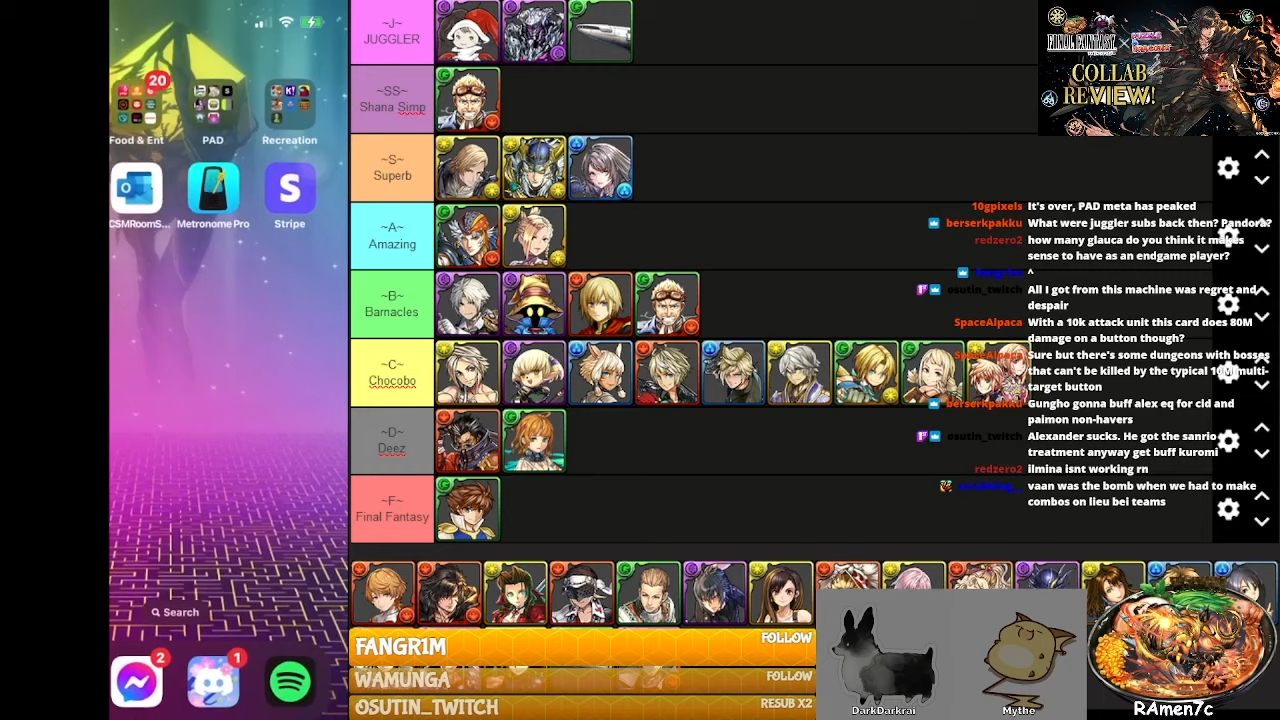 20
Food & Ent
PAD
Recreation
CSMRoomS...
Metronome Pro
S
Stripe
Search
2
1
~J~
JUGGLER
~SS~
Shana Simp
~S~
Superb
~A~
Amazing
~B~
Barnacles
~C~
Chocobo
~D~
Deez
~F~
Final Fantasy
FINAL FANTASY
COLLAB
REVIEW!
10gpixels It's over, PAD meta has peaked
berserkpakku What were juggler subs back then? Pandora?
redzero2 how many glauca do you think it makes
sense to have as an endgame player?
Fangr1m ^
osutin_twitch All I got from this machine was regret and
despair
SpaceAlpaca With a 10k attack unit this card does 80M
damage on a button though?
SpaceAlpaca Sure but there's some dungeons with bosses
that can't be killed by the typical 10M multi-
target button
berserkpakku Gungho gonna buff alex eq for cid and
paimon non-havers
osutin_twitch Alexander sucks. He got the sanrio
treatment anyway get buff kuromi
redzero2 ilmina isnt working rn
vaan was the bomb when we had to make
combos on lieu bei teams
FANGR1M
FOLLOW
WAMUNGA
FOLLOW
OSUTIN_TWITCH
RESUB X2
DarkDarkrai
Mythe
RAmen7c